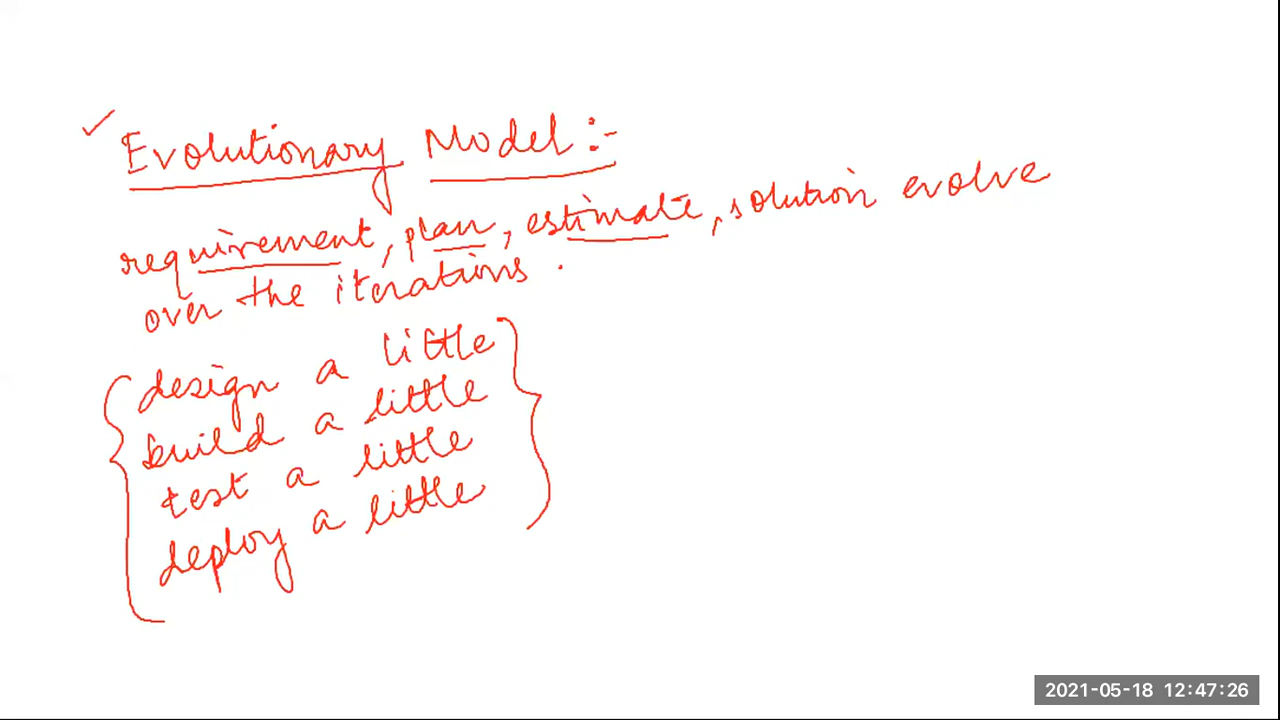 ✓ Evolutionary Model :-
requirement, plan, estimate, solution evolve
over the iterations.
design a little
build a little
test a little
deploy a little
2021-05-18 12:47:26